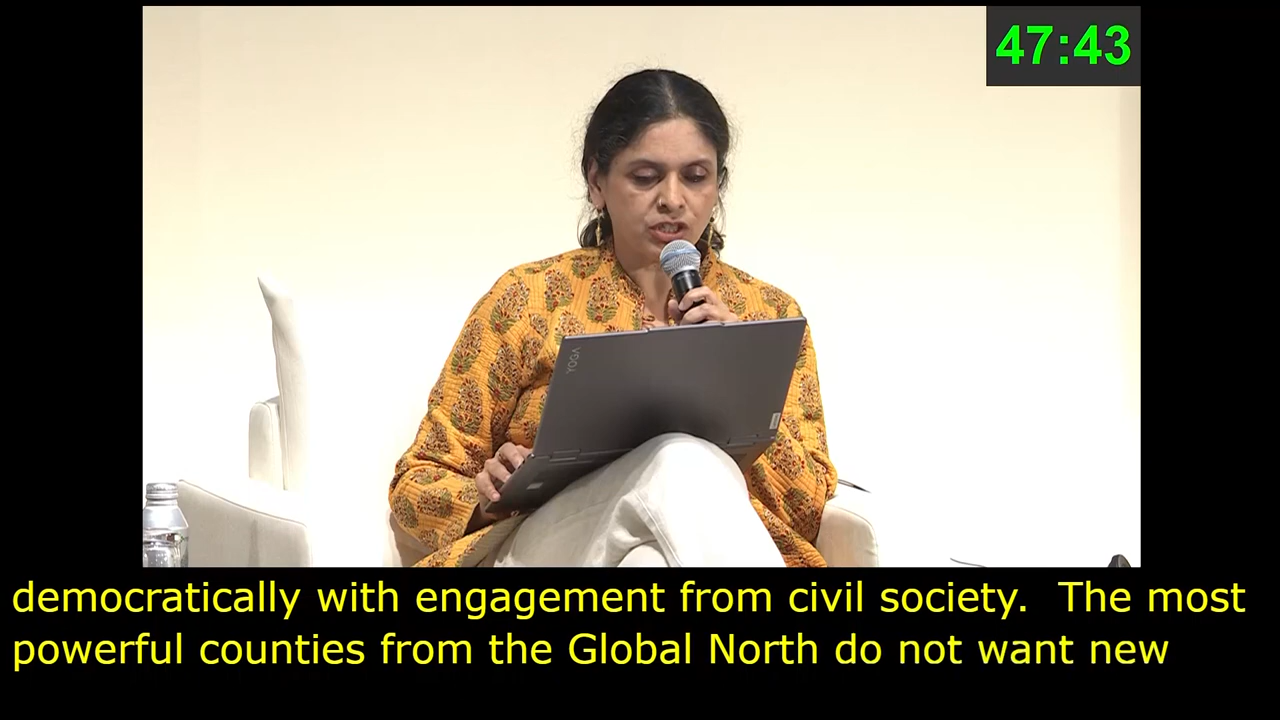 47:43
YOGA
democratically with engagement from civil society.  The most
powerful counties from the Global North do not want new